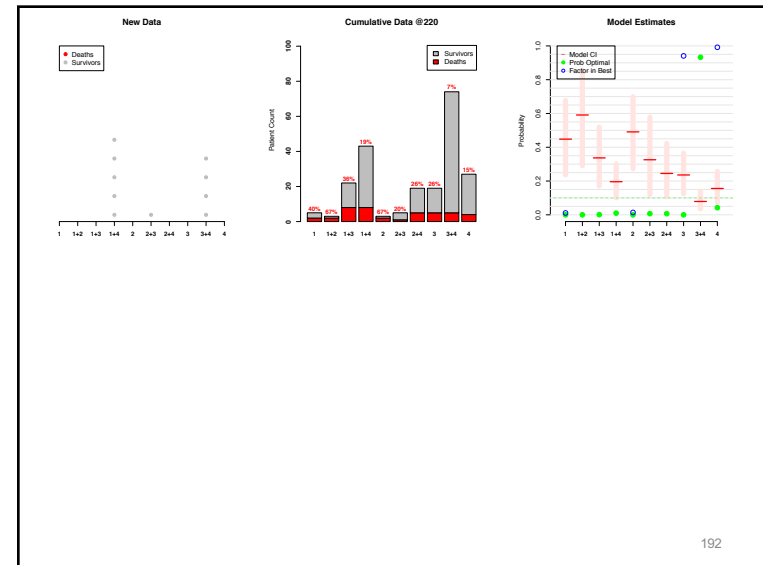 New Data
Deaths
Survivors
1 1+2 1+3 1+4 2 2+3 2+4 3 3+4 4
Cumulative Data @220
Patient Count
100
80
60
40
20
0
Survivors
Deaths
40% 67% 36% 19% 67% 20% 26% 26% 7% 15%
1 1+2 1+3 1+4 2 2+3 2+4 3 3+4 4
Model Estimates
Probability
1.0
0.8
0.6
0.4
0.2
0.0
Model CI
Prob Optimal
Factor in Best
1 1+2 1+3 1+4 2 2+3 2+4 3 3+4 4
192